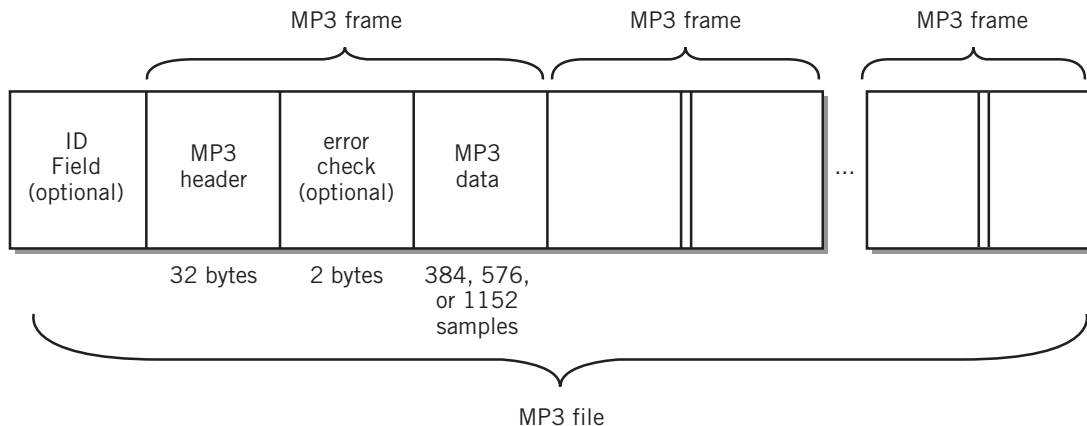 MP3 frame
MP3 frame
MP3 frame
ID
Field
(optional)
MP3
header
error
check
(optional)
MP3
data
...
32 bytes
2 bytes
384, 576,
or 1152
samples
MP3 file